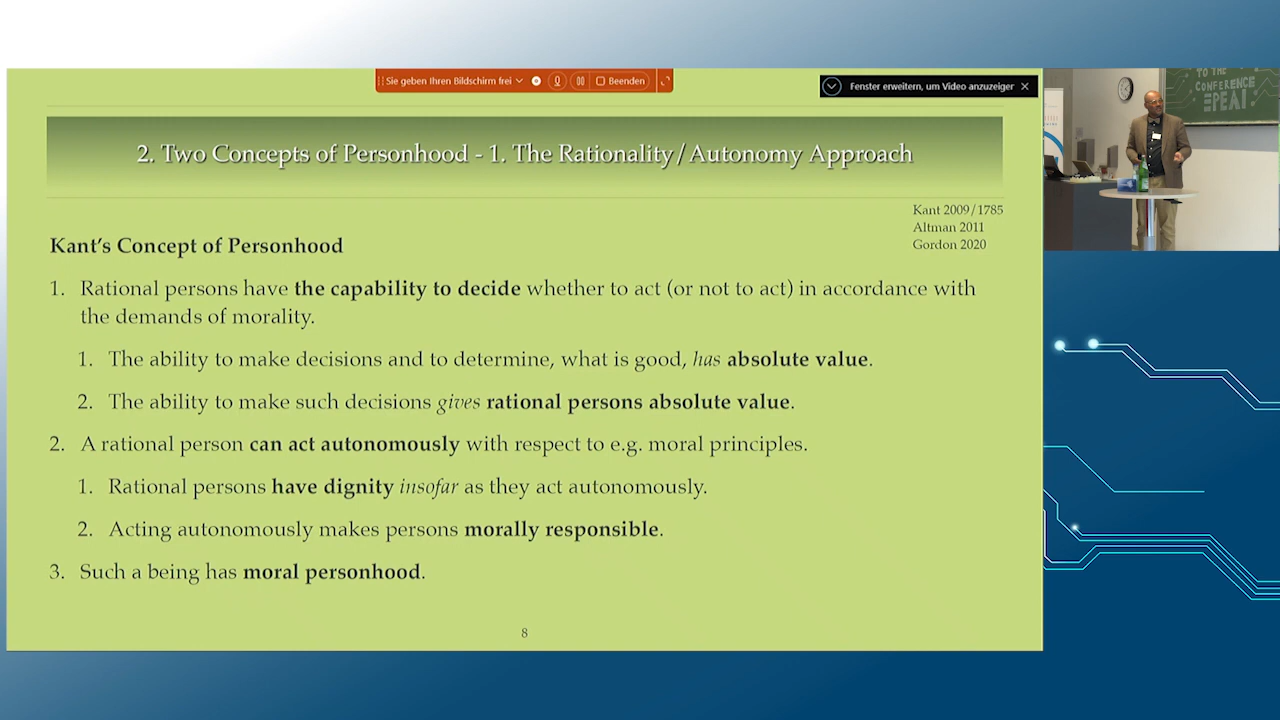 Sie geben Ihren Bildschirm frei
Beenden
Fenster erweitern, um Video anzuzeiger
TO THE
CONFERENCE
EPEAI
2. Two Concepts of Personhood - 1. The Rationality/Autonomy Approach
Kant 2009/1785
Altman 2011
Gordon 2020
Kant's Concept of Personhood
1. Rational persons have the capability to decide whether to act (or not to act) in accordance with
the demands of morality.
1. The ability to make decisions and to determine, what is good, has absolute value.
2. The ability to make such decisions gives rational persons absolute value.
2. A rational person can act autonomously with respect to e.g. moral principles.
1. Rational persons have dignity insofar as they act autonomously.
2. Acting autonomously makes persons morally responsible.
3. Such a being has moral personhood.
8